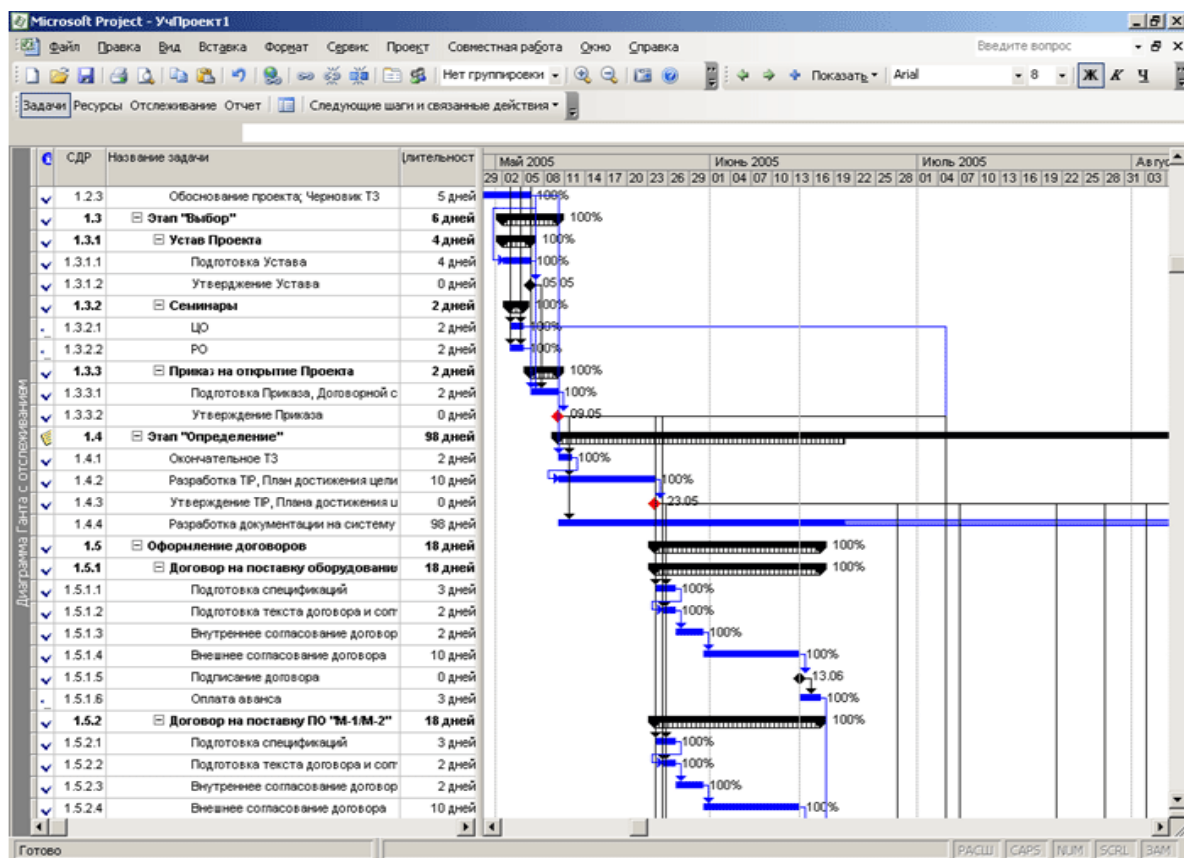 Microsoft Project - УчПроект1
Файл Правка Вид Вставка Формат Сервис Проект Совместная работа Окно Справка Введите вопрос
Нет группировки Показать Arial 8 Ж К Ч
Задачи Ресурсы Отслеживание Отчет Следующие шаги и связанные действия
СДР Название задачи длительност Май 2005 Июнь 2005 Июль 2005 Авгус
29 02 05 08 11 14 17 20 23 26 29 01 04 07 10 13 16 19 22 25 28 01 04 07 10 13 16 19 22 25 28 31 03
1.2.3 Обоснование проекта; Черновик ТЗ 5 дней 100%
1.3 Этап "Выбор" 6 дней 100%
1.3.1 Устав Проекта 4 дней 100%
1.3.1.1 Подготовка Устава 4 дней 100%
1.3.1.2 Утверджение Устава 0 дней 05.05
1.3.2 Семинары 2 дней 100%
1.3.2.1 ЦО 2 дней 100%
1.3.2.2 РО 2 дней 100%
1.3.3 Приказ на открытие Проекта 2 дней 100%
1.3.3.1 Подготовка Приказа, Договорной с 2 дней 100%
1.3.3.2 Утверждение Приказа 0 дней 09.05
1.4 Этап "Определение" 98 дней
1.4.1 Окончательное ТЗ 2 дней 100%
1.4.2 Разработка TIP, План достижения цели 10 дней 100%
1.4.3 Утверждение TIP, Плана достижения ц 0 дней 23.05
1.4.4 Разработка документации на систему 98 дней
1.5 Оформление договоров 18 дней 100%
1.5.1 Договор на поставку оборудовани 18 дней 100%
1.5.1.1 Подготовка спецификаций 3 дней 100%
1.5.1.2 Подготовка текста договора и согл 2 дней 100%
1.5.1.3 Внутреннее согласование договор 2 дней 100%
1.5.1.4 Внешнее согласование договора 10 дней 100%
1.5.1.5 Подписание договора 0 дней 13.06
1.5.1.6 Оплата аванса 3 дней 100%
1.5.2 Договор на поставку ПО "М-1/М-2" 18 дней 100%
1.5.2.1 Подготовка спецификаций 3 дней 100%
1.5.2.2 Подготовка текста договора и согл 2 дней 100%
1.5.2.3 Внутреннее согласование договор 2 дней 100%
1.5.2.4 Внешнее согласование договора 10 дней 100%
Диаграмма Ганта с отслеживанием
Готово РАСШ CAPS NUM SCRL ЗАМ